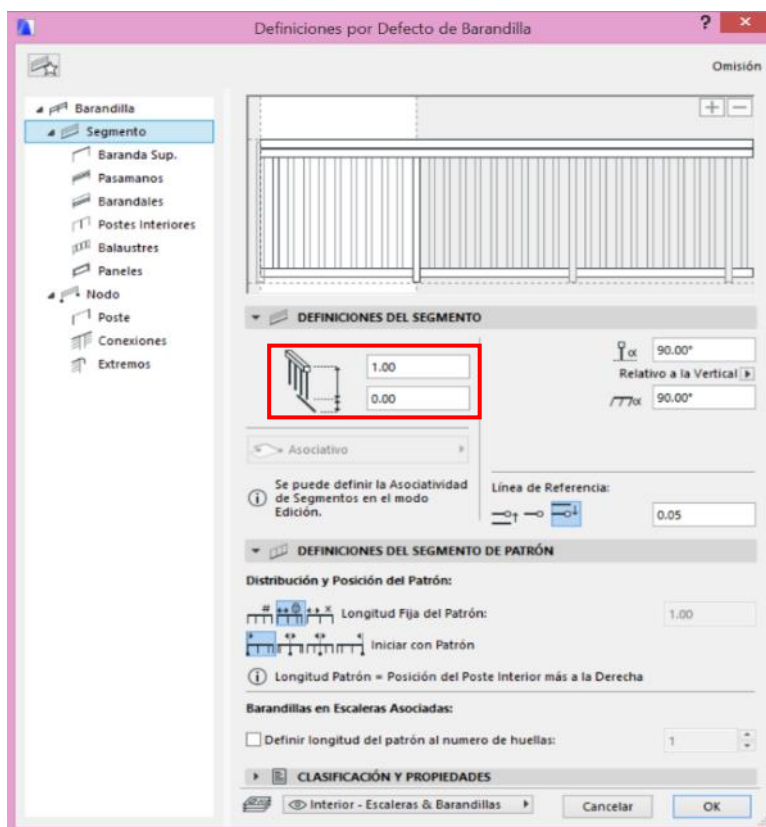 Definiciones por Defecto de Barandilla
?
×
Omisión
Barandilla
Segmento
Baranda Sup.
Pasamanos
Barandales
Postes Interiores
Balaustres
Paneles
Nodo
Poste
Conexiones
Extremos
DEFINICIONES DEL SEGMENTO
1.00
0.00
α 90.00°
Relativo a la Vertical
α 90.00°
Asociativo
Se puede definir la Asociatividad
de Segmentos en el modo
Edición.
Línea de Referencia:
0.05
DEFINICIONES DEL SEGMENTO DE PATRÓN
Distribución y Posición del Patrón:
Longitud Fija del Patrón:
1.00
Iniciar con Patrón
Longitud Patrón = Posición del Poste Interior más a la Derecha
Barandillas en Escaleras Asociadas:
Definir longitud del patrón al numero de huellas:
1
CLASIFICACIÓN Y PROPIEDADES
Interior - Escaleras & Barandillas
Cancelar
OK